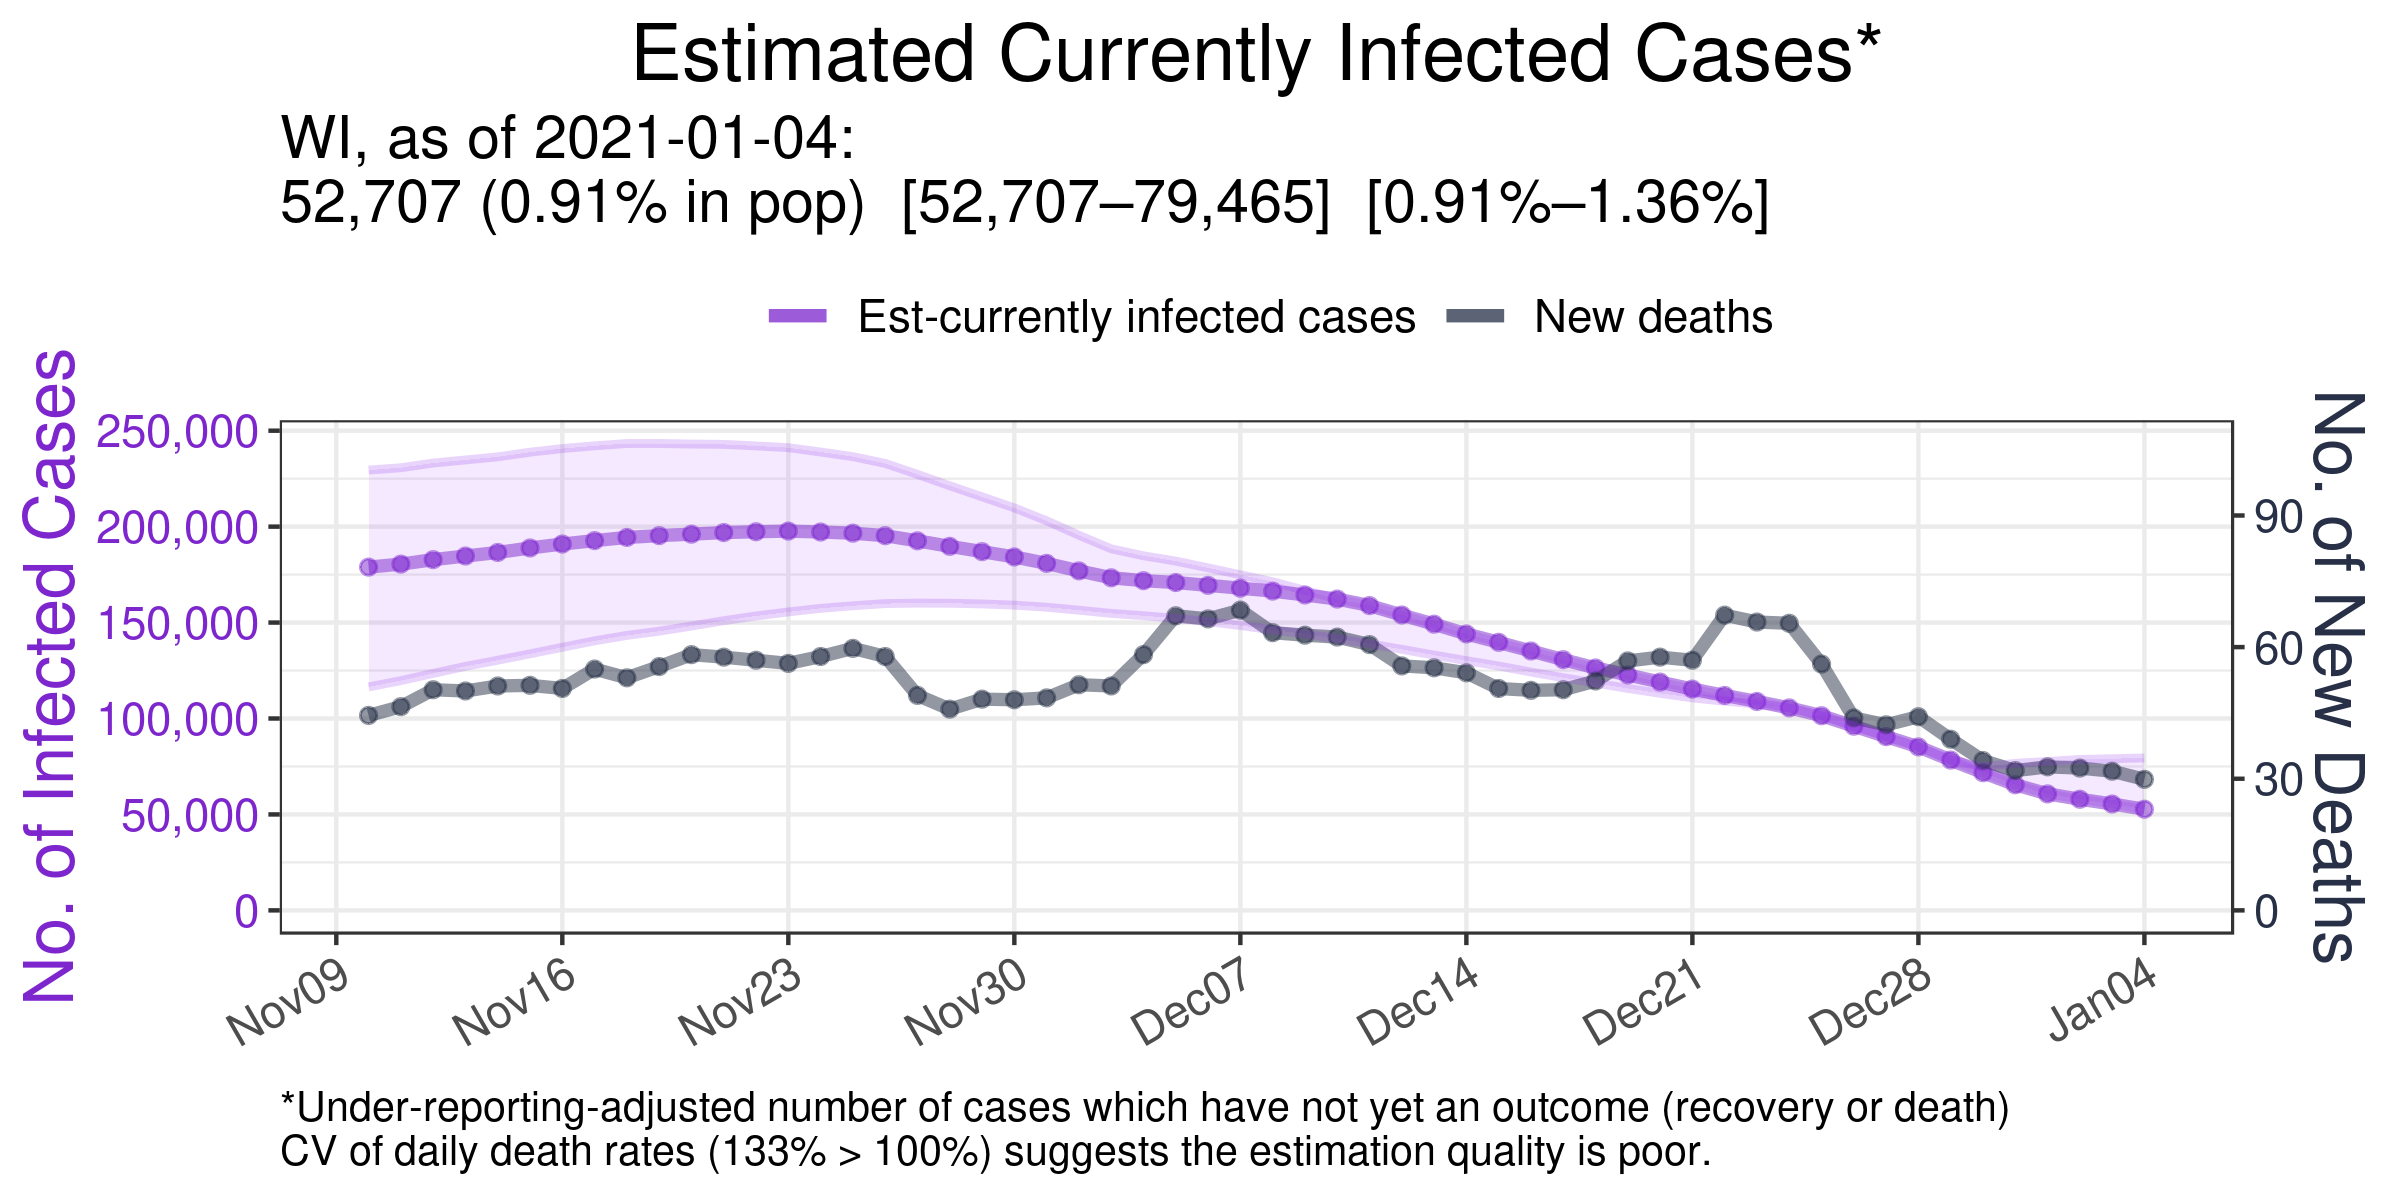 Estimated Currently Infected Cases*
WI, as of 2021-01-04:
52,707 (0.91% in pop)  [52,707–79,465]  [0.91%–1.36%]
Est-currently infected cases
New deaths
No. of Infected Cases
250,000
200,000
150,000
100,000
50,000
0
90
60
30
0
No. of New Deaths
Nov09
Nov16
Nov23
Nov30
Dec07
Dec14
Dec21
Dec28
Jan04
*Under-reporting-adjusted number of cases which have not yet an outcome (recovery or death)
CV of daily death rates (133% > 100%) suggests the estimation quality is poor.